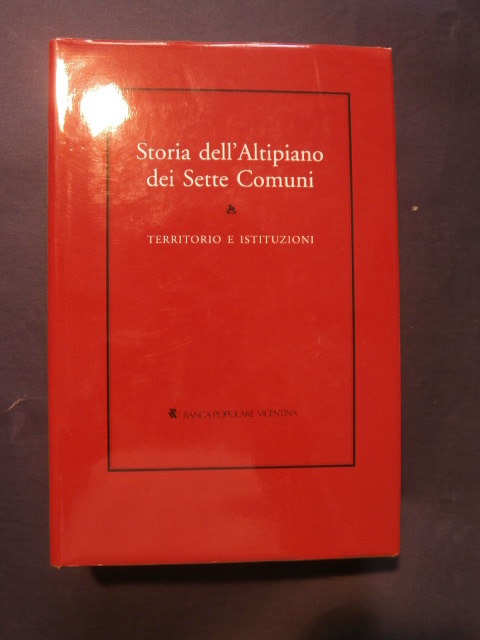 Storia dell'Altipiano
dei Sette Comuni
TERRITORIO E ISTITUZIONI
BANCA POPOLARE VICENTINA